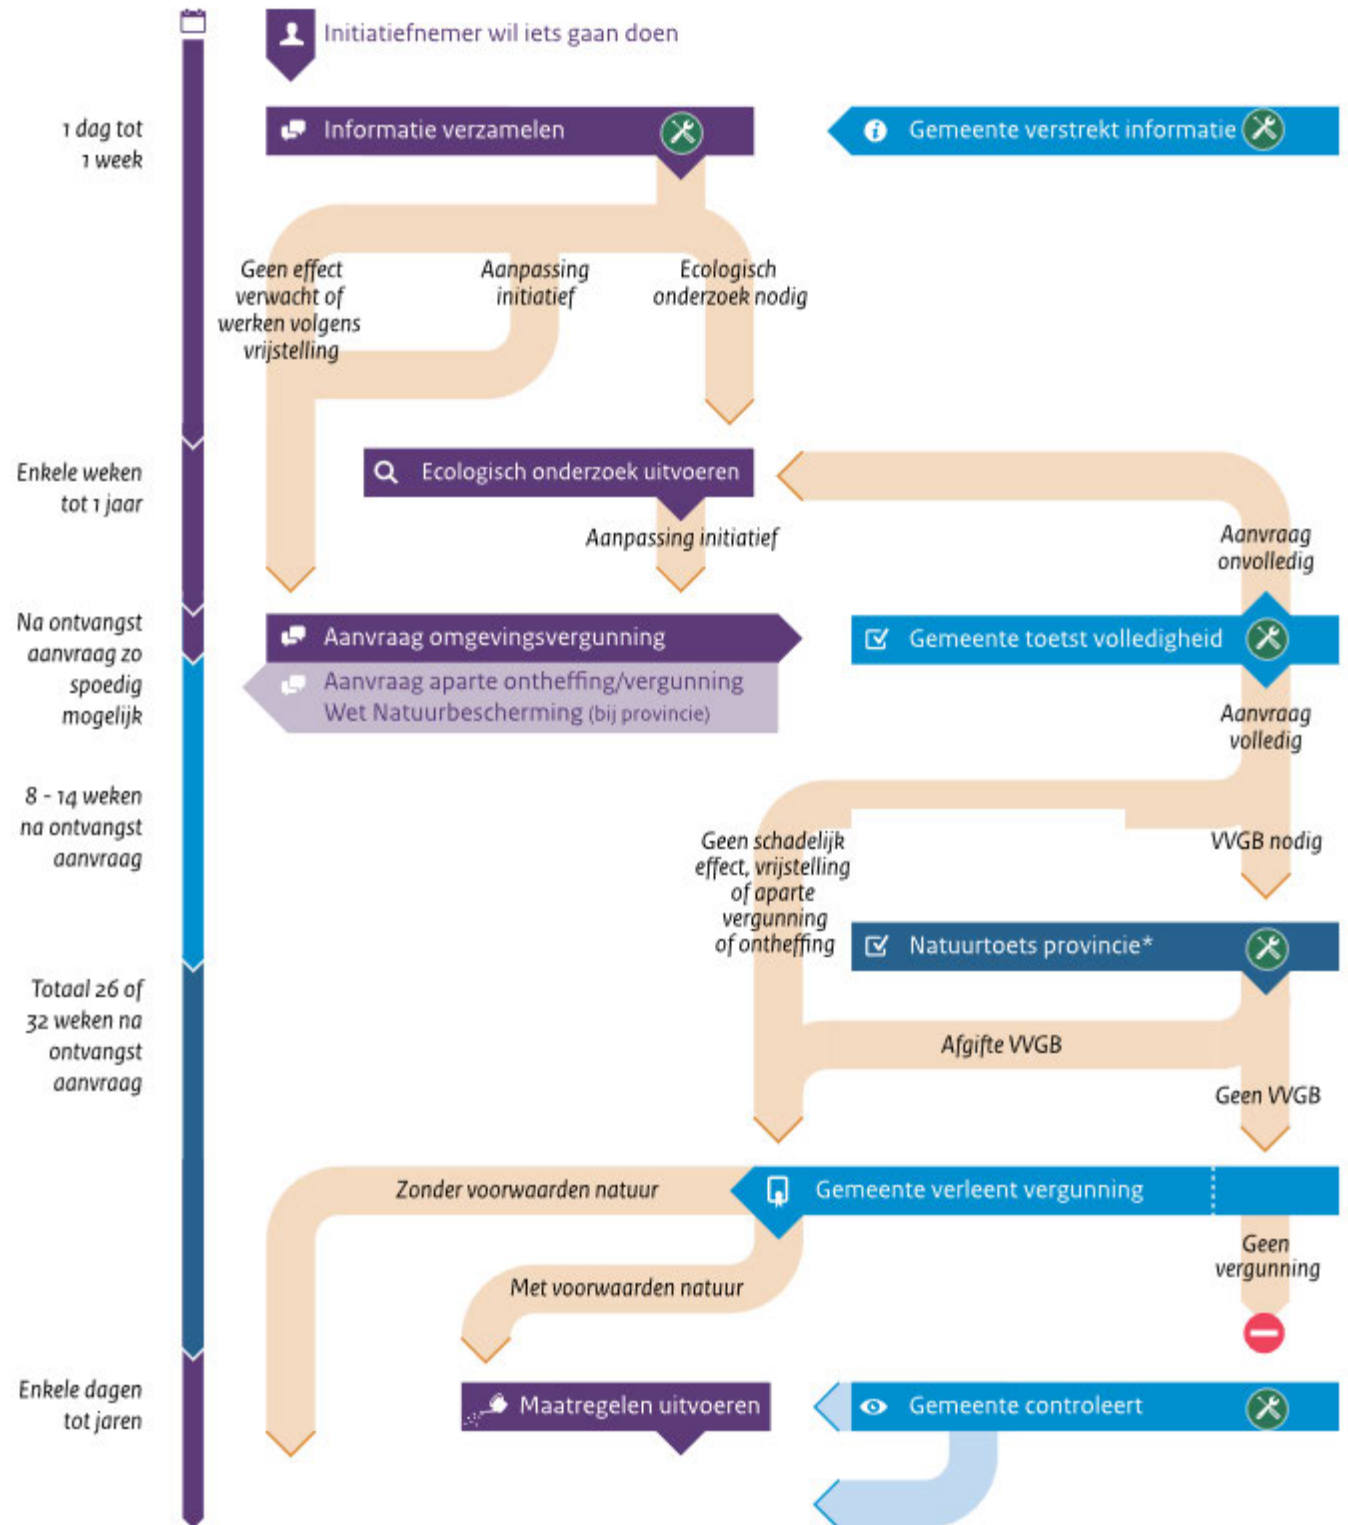 Initiatiefnemer wil iets gaan doen
1 dag tot
1 week
Informatie verzamelen
Gemeente verstrekt informatie
Geen effect
verwacht of
werken volgens
vrijstelling
Aanpassing
initiatief
Ecologisch
onderzoek nodig
Enkele weken
tot 1 jaar
Ecologisch onderzoek uitvoeren
Aanpassing initiatief
Aanvraag
onvolledig
Na ontvangst
aanvraag zo
spoedig
mogelijk
Aanvraag omgevingsvergunning
Aanvraag aparte ontheffing/vergunning
Wet Natuurbescherming (bij provincie)
Gemeente toetst volledigheid
Aanvraag
volledig
8 - 14 weken
na ontvangst
aanvraag
Geen schadelijk
effect, vrijstelling
of aparte
vergunning
of ontheffing
VVGB nodig
Natuurtoets provincie*
Totaal 26 of
32 weken na
ontvangst
aanvraag
Afgifte VVGB
Geen VVGB
Zonder voorwaarden natuur
Gemeente verleent vergunning
Geen
vergunning
Met voorwaarden natuur
Enkele dagen
tot jaren
Maatregelen uitvoeren
Gemeente controleert